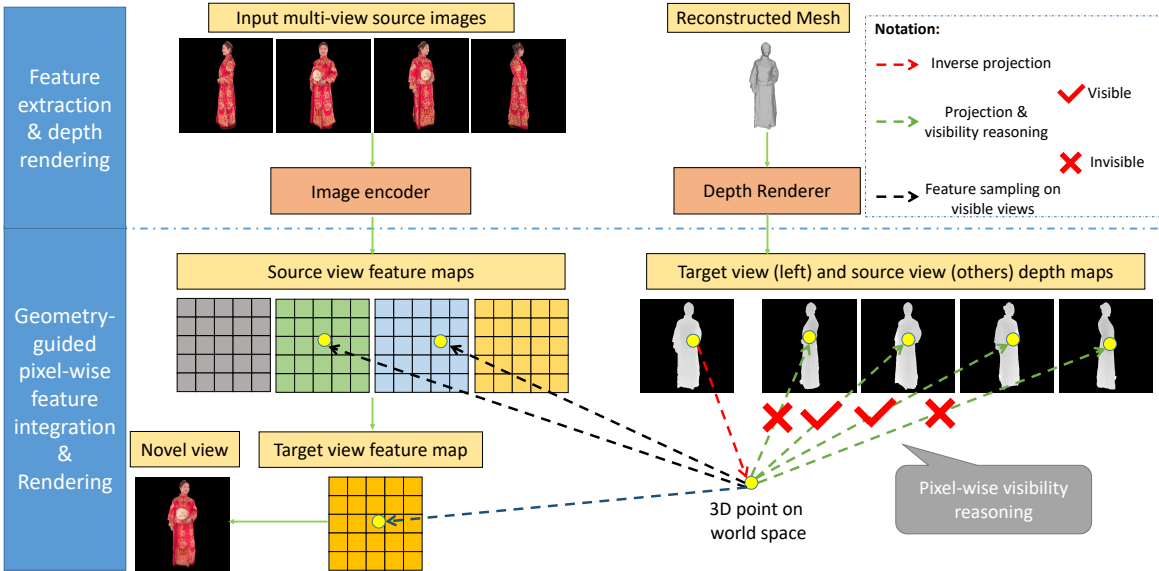 Feature
extraction
& depth
rendering
Input multi-view source images
Reconstructed Mesh
Image encoder
Depth Renderer
Notation:
Inverse projection
Visible
Projection &
visibility reasoning
Invisible
Feature sampling on
visible views
Geometry-
guided
pixel-wise
feature
integration
&
Rendering
Source view feature maps
Target view (left) and source view (others) depth maps
Novel view
Target view feature map
3D point on
world space
Pixel-wise visibility
reasoning